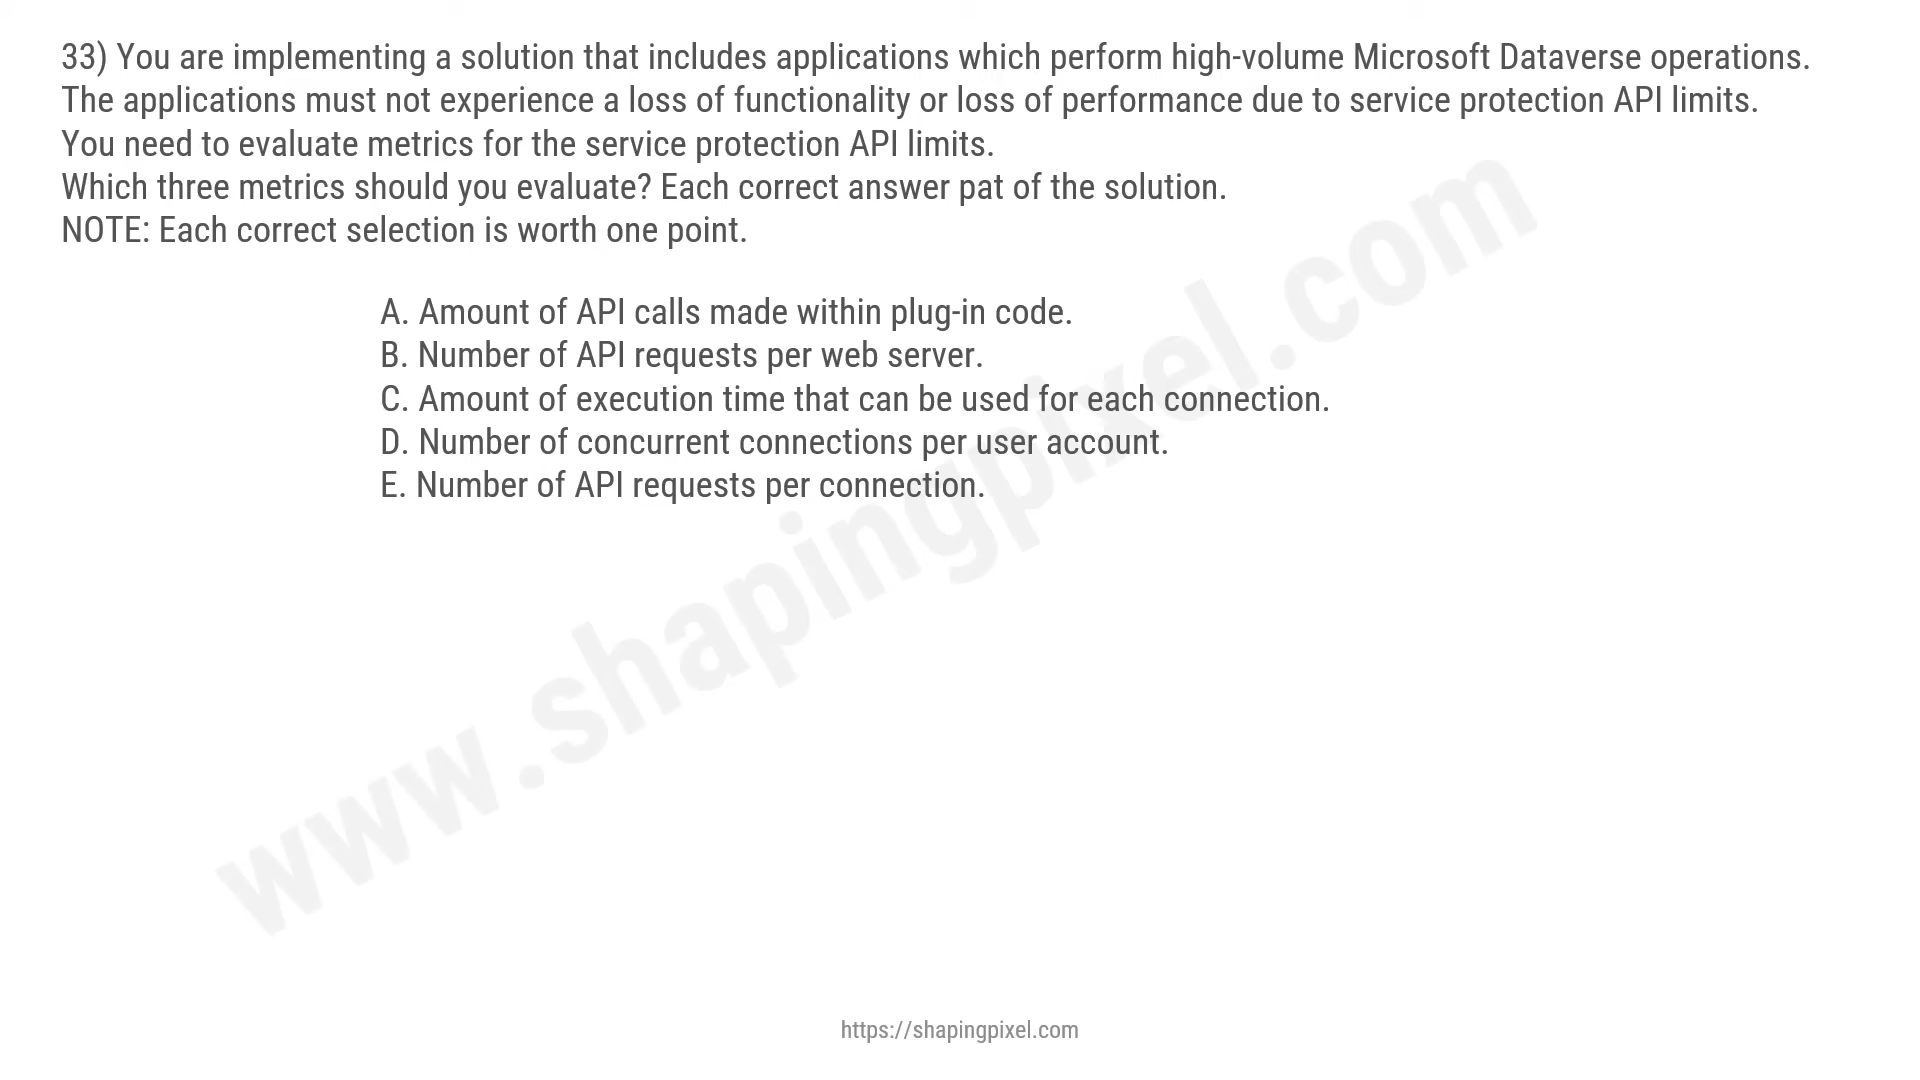 33) You are implementing a solution that includes applications which perform high-volume Microsoft Dataverse operations.
The applications must not experience a loss of functionality or loss of performance due to service protection API limits.
You need to evaluate metrics for the service protection API limits.
Which three metrics should you evaluate? Each correct answer pat of the solution.
NOTE: Each correct selection is worth one point.
A. Amount of API calls made within plug-in code.
B. Number of API requests per web server.
C. Amount of execution time that can be used for each connection.
D. Number of concurrent connections per user account.
E. Number of API requests per connection.
www.shapingpixel.com
https://shapingpixel.com